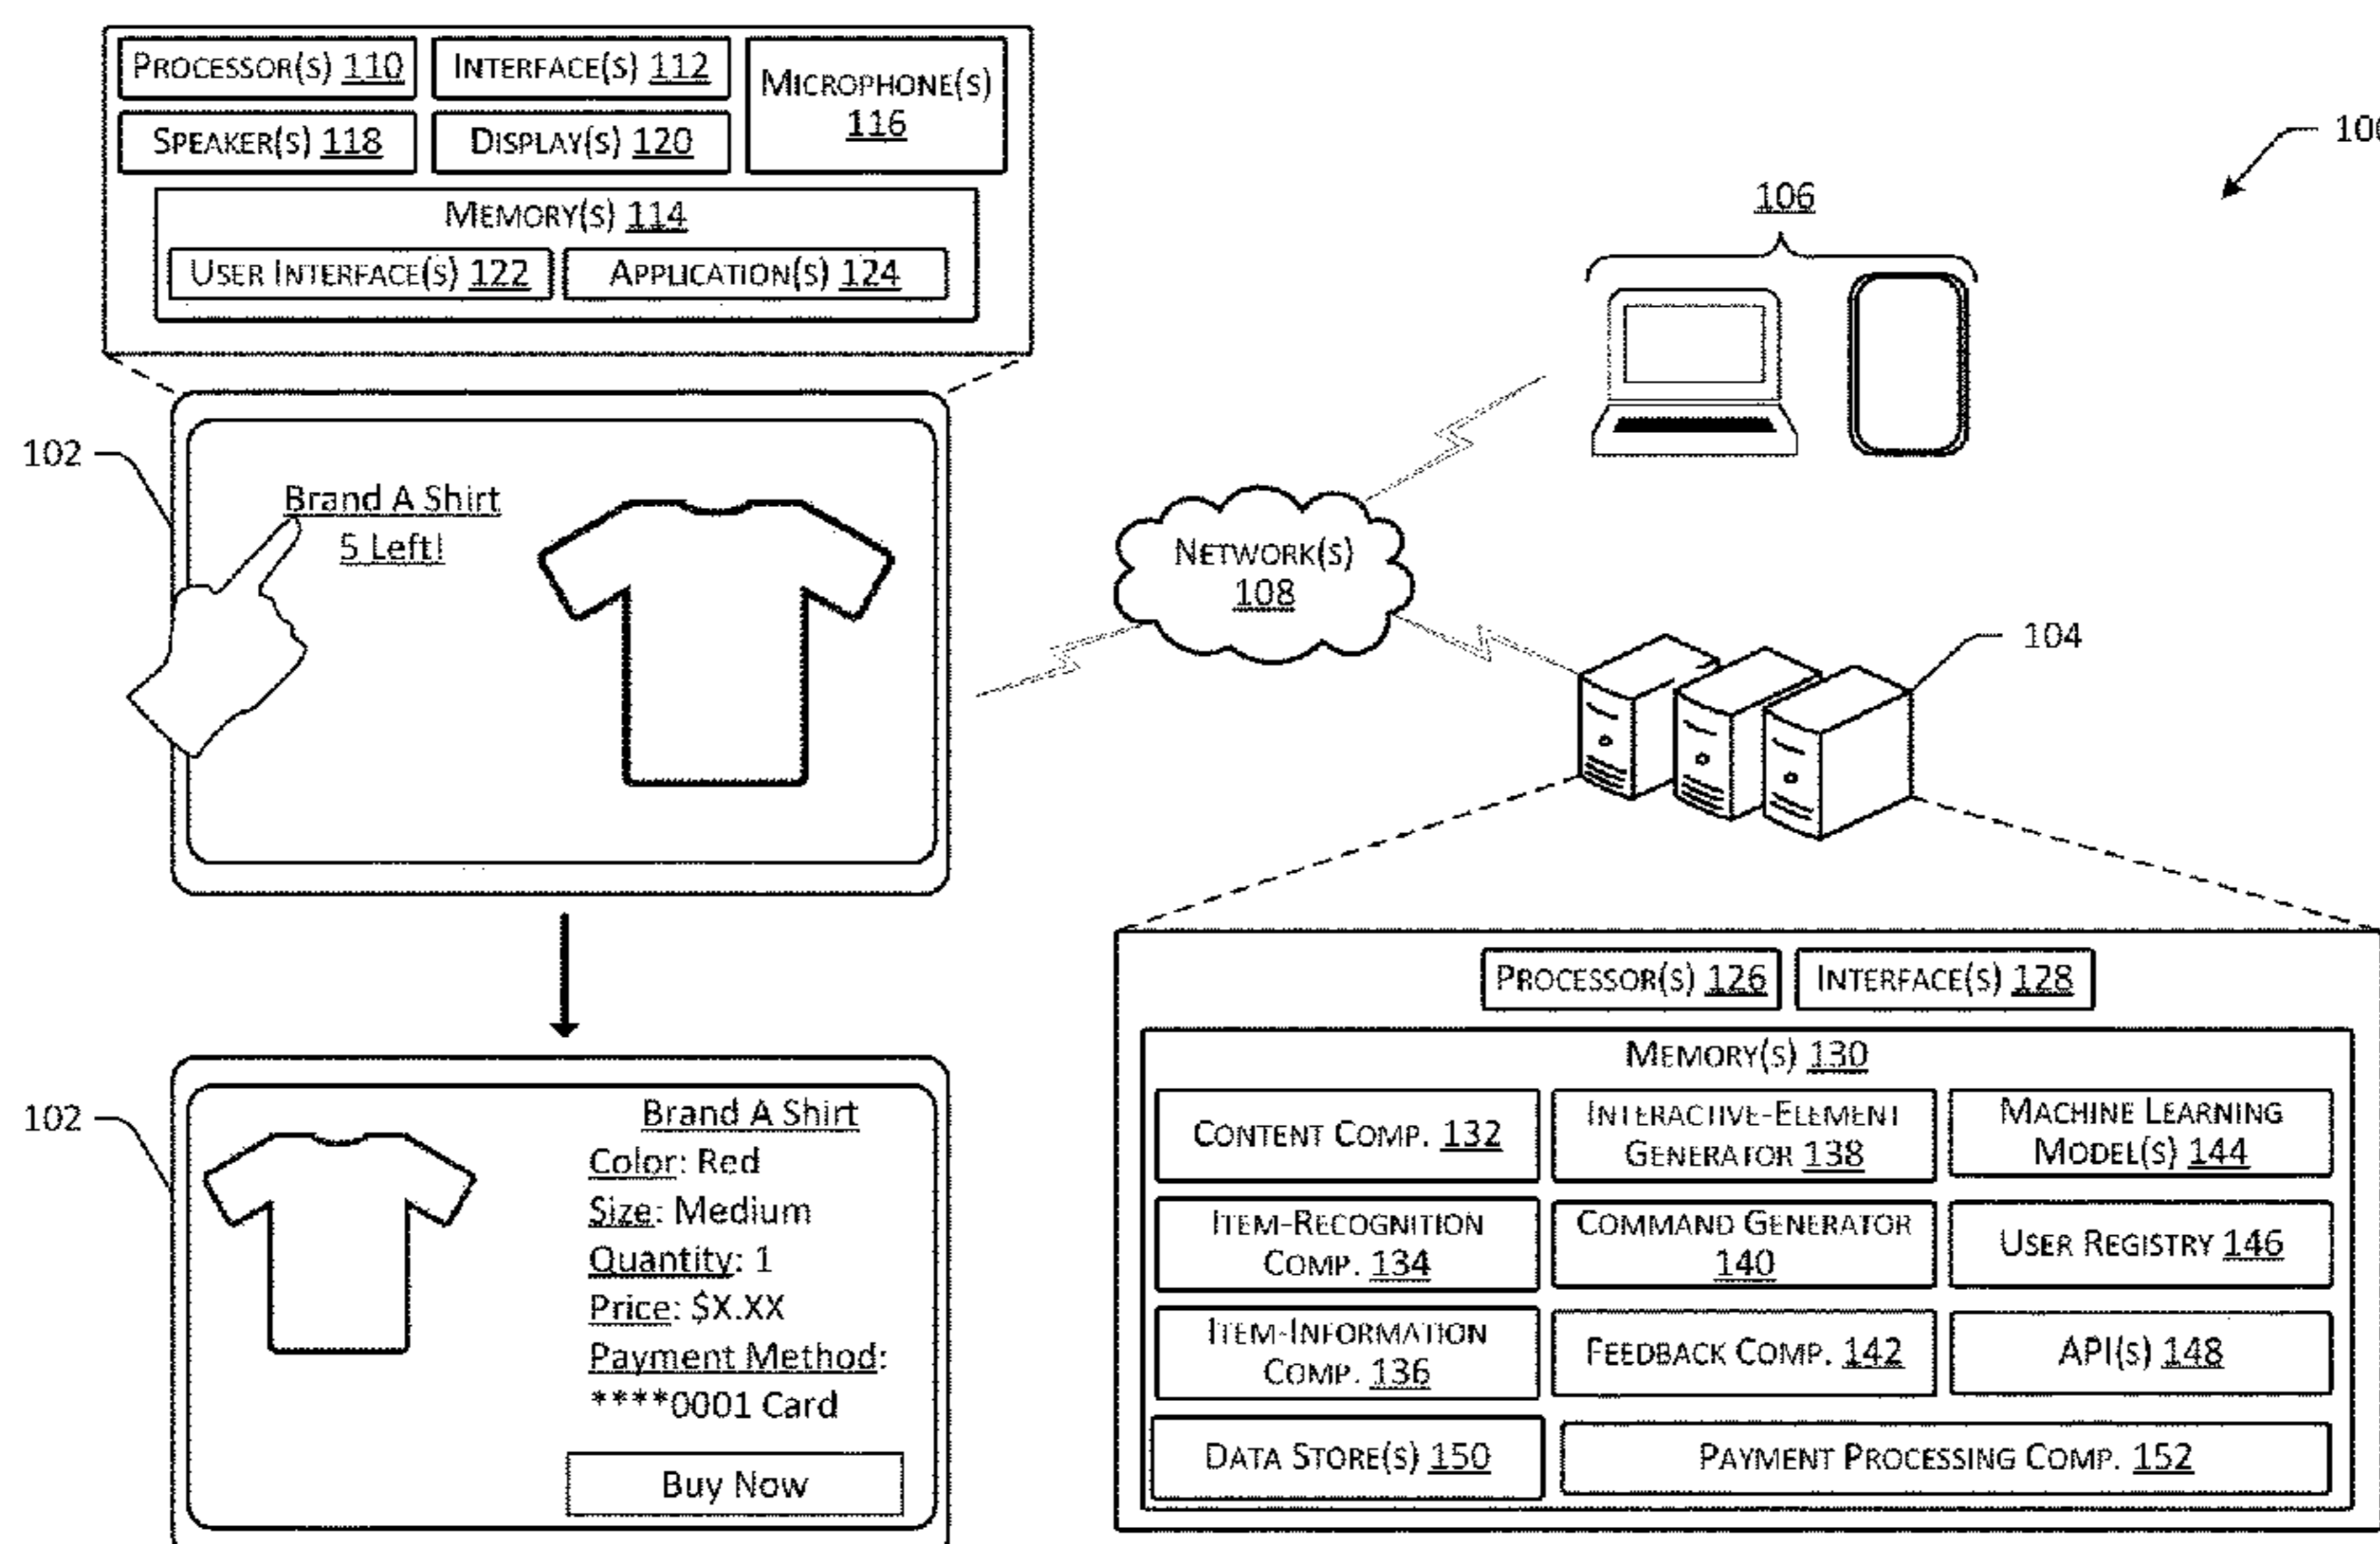 PROCESSOR(S) 110
INTERFACE(S) 112
MICROPHONE(S)
116
SPEAKER(S) 118
DISPLAY(S) 120
MEMORY(S) 114
USER INTERFACE(S) 122
APPLICATION(S) 124
102
Brand A Shirt
5 Left!
106
NETWORK(S)
108
104
102
Brand A Shirt
Color: Red
Size: Medium
Quantity: 1
Price: $X.XX
Payment Method:
****0001 Card
Buy Now
PROCESSOR(S) 126
INTERFACE(S) 128
MEMORY(S) 130
CONTENT COMP. 132
INTERACTIVE-ELEMENT
GENERATOR 138
MACHINE LEARNING
MODEL(S) 144
ITEM-RECOGNITION
COMP. 134
COMMAND GENERATOR
140
USER REGISTRY 146
ITEM-INFORMATION
COMP. 136
FEEDBACK COMP. 142
API(S) 148
DATA STORE(S) 150
PAYMENT PROCESSING COMP. 152